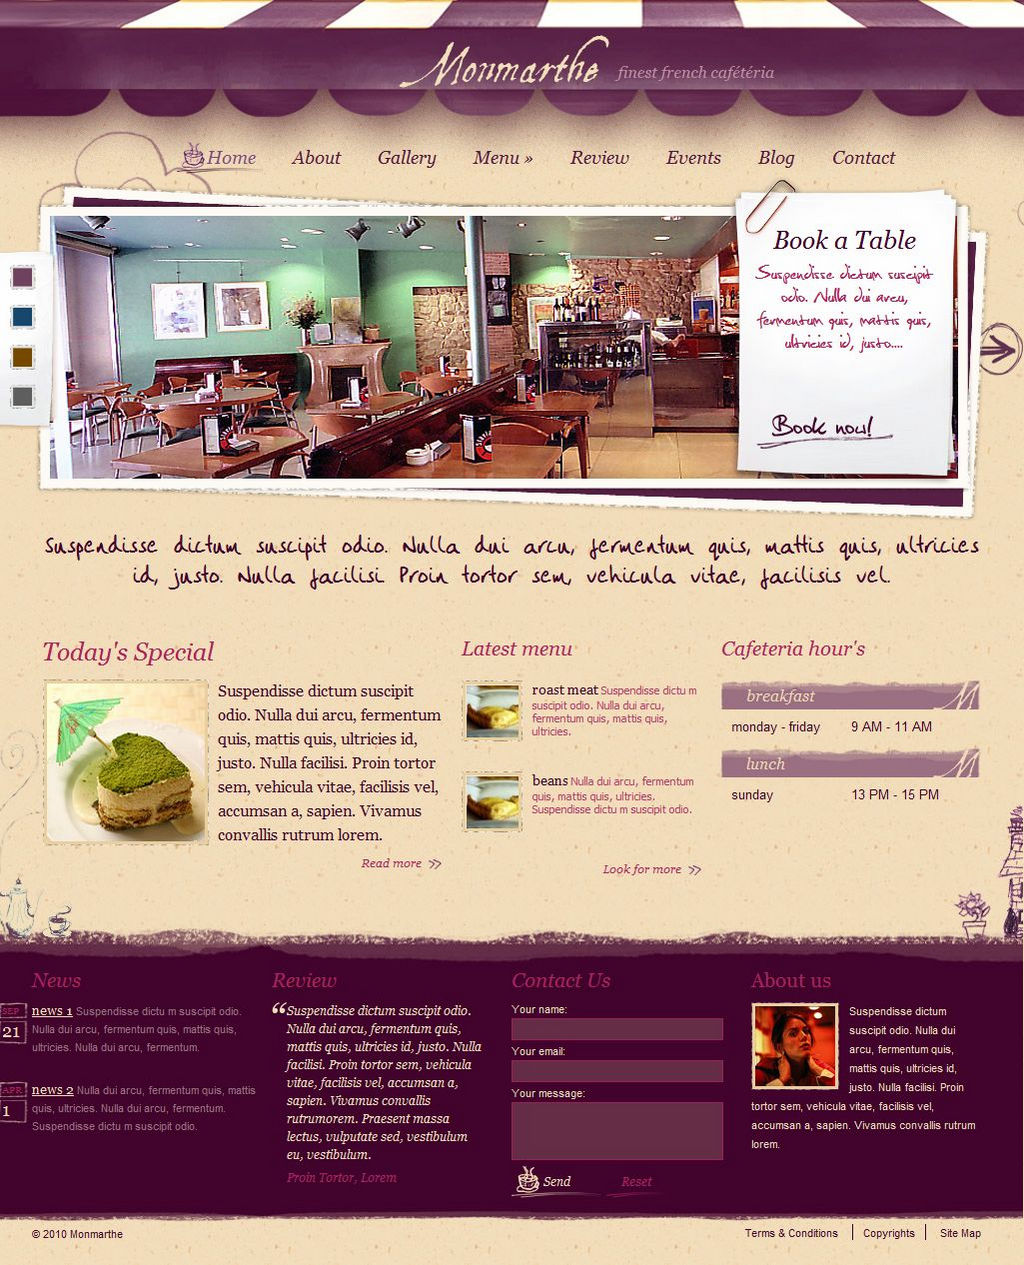 Monmarthe finest french cafétéria
Home About Gallery Menu » Review Events Blog Contact
Book a Table
Suspendisse dictum suscipit
odio. Nulla dui arcu,
fermentum quis, mattis quis,
ultricies id, justo....
Book now!
Suspendisse dictum suscipit odio. Nulla dui arcu, fermentum quis, mattis quis, ultricies
id, justo. Nulla facilisi. Proin tortor sem, vehicula vitae, facilisis vel.
Today's Special
Suspendisse dictum suscipit
odio. Nulla dui arcu, fermentum
quis, mattis quis, ultricies id,
justo. Nulla facilisi. Proin tortor
sem, vehicula vitae, facilisis vel,
accumsan a, sapien. Vivamus
convallis rutrum lorem.
Read more
Latest menu
roast meat Suspendisse dictu m
suscipit odio. Nulla dui arcu,
fermentum quis, mattis quis,
ultricies.
beans Nulla dui arcu, fermentum
quis, mattis quis, ultricies.
Suspendisse dictu m suscipit odio.
Look for more
Cafeteria hour's
breakfast M
monday - friday 9 AM - 11 AM
lunch M
sunday 13 PM - 15 PM
News
SEP
21
news 1 Suspendisse dictu m suscipit odio.
Nulla dui arcu, fermentum quis, mattis quis,
ultricies. Nulla dui arcu, fermentum.
APR
1
news 2 Nulla dui arcu, fermentum quis, mattis
quis, ultricies. Nulla dui arcu, fermentum.
Suspendisse dictu m suscipit odio.
Review
“Suspendisse dictum suscipit odio.
Nulla dui arcu, fermentum quis,
mattis quis, ultricies id, justo. Nulla
facilisi. Proin tortor sem, vehicula
vitae, facilisis vel, accumsan a,
sapien. Vivamus convallis
rutrumorem. Praesent massa
lectus, vulputate sed, vestibulum
eu, vestibulum.
Proin Tortor, Lorem
Contact Us
Your name:
Your email:
Your message:
Send Reset
About us
Suspendisse dictum
suscipit odio. Nulla dui
arcu, fermentum quis,
mattis quis, ultricies id,
justo. Nulla facilisi. Proin
tortor sem, vehicula vitae, facilisis vel,
accumsan a, sapien. Vivamus convallis rutrum
lorem.
© 2010 Monmarthe
Terms & Conditions | Copyrights | Site Map